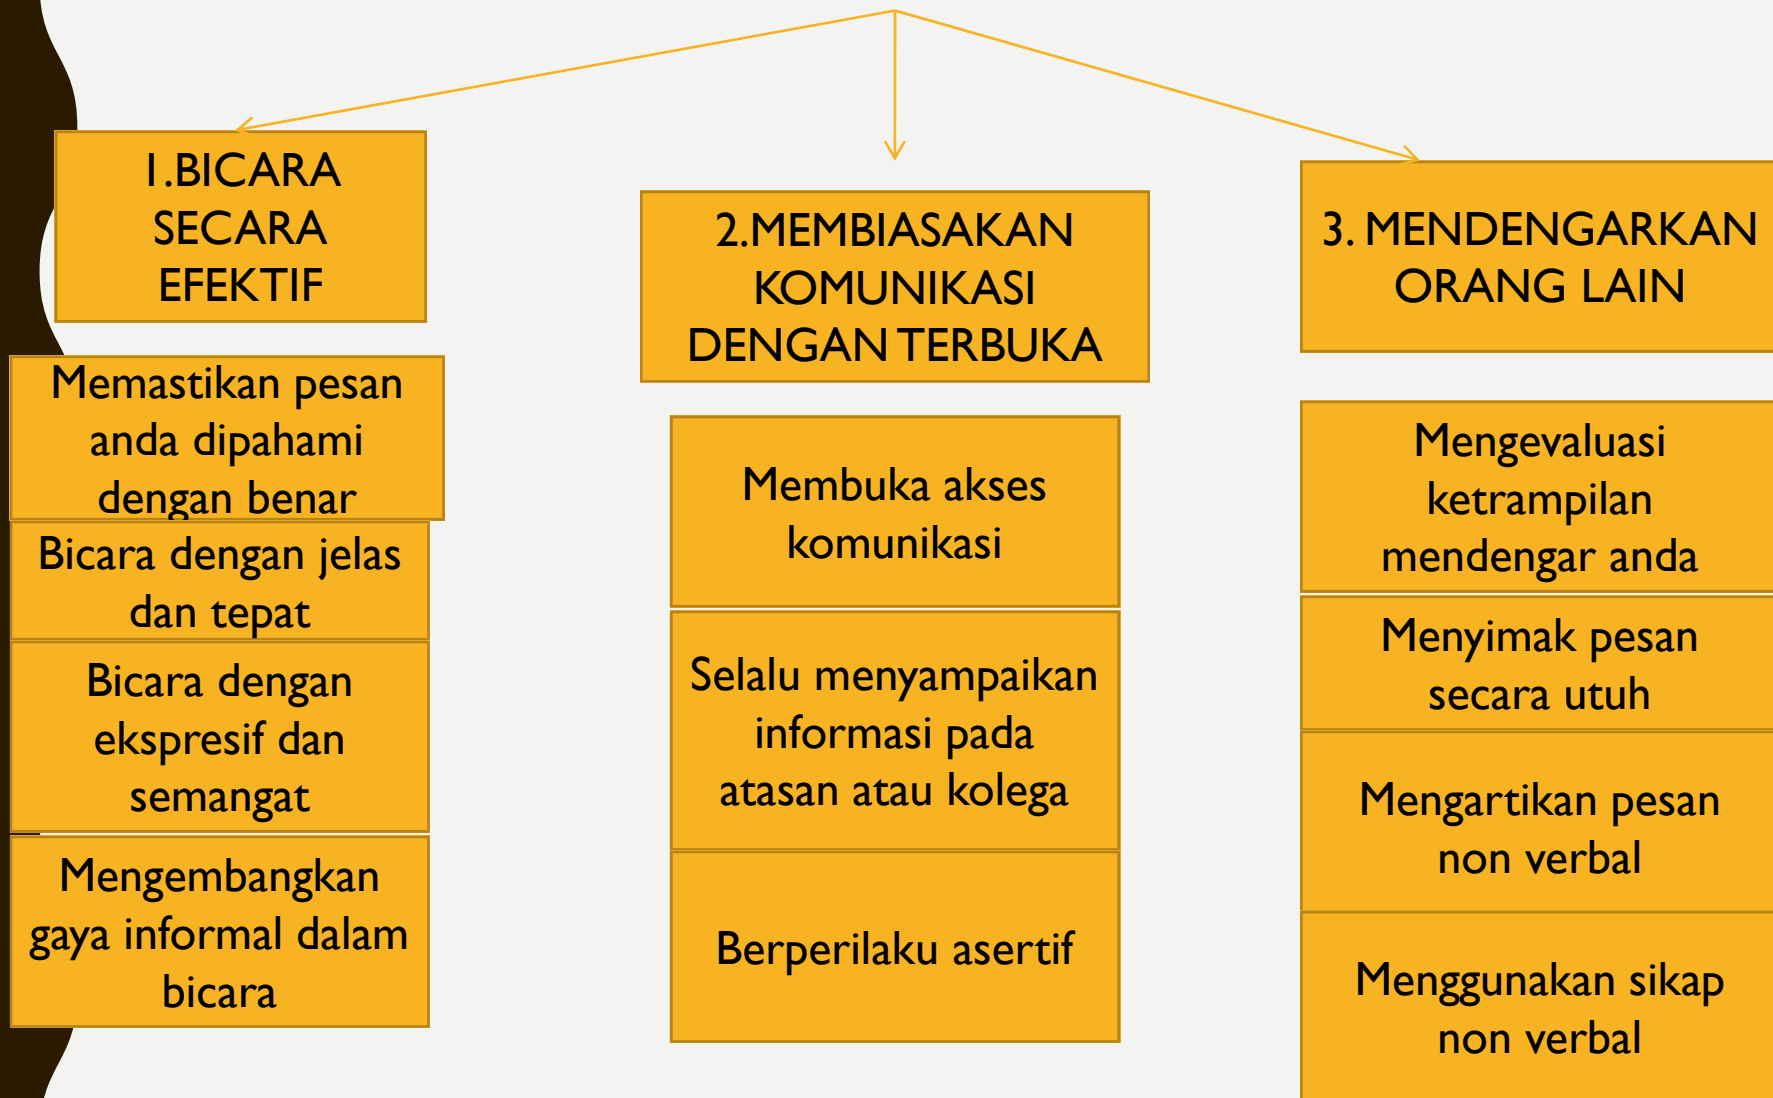 1.BICARA
SECARA
EFEKTIF
Memastikan pesan
anda dipahami
dengan benar
Bicara dengan jelas
dan tepat
Bicara dengan
ekspresif dan
semangat
Mengembangkan
gaya informal dalam
bicara
2.MEMBIASAKAN
KOMUNIKASI
DENGAN TERBUKA
Membuka akses
komunikasi
Selalu menyampaikan
informasi pada
atasan atau kolega
Berperilaku asertif
3. MENDENGARKAN
ORANG LAIN
Mengevaluasi
ketrampilan
mendengar anda
Menyimak pesan
secara utuh
Mengartikan pesan
non verbal
Menggunakan sikap
non verbal